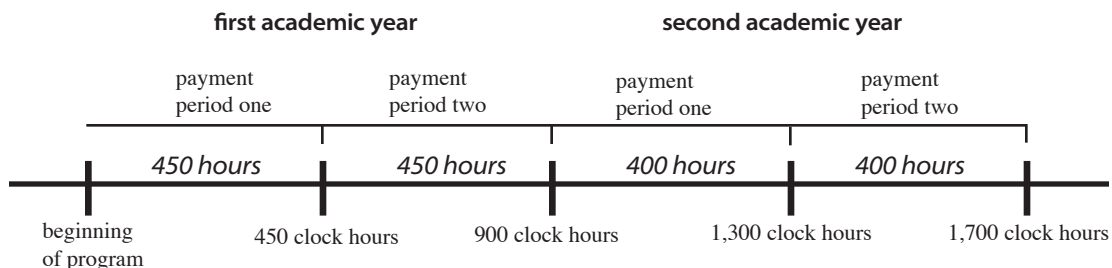 first academic year
second academic year
payment
period one
payment
period two
payment
period one
payment
period two
450 hours
450 hours
400 hours
400 hours
beginning
of program
450 clock hours
900 clock hours
1,300 clock hours
1,700 clock hours